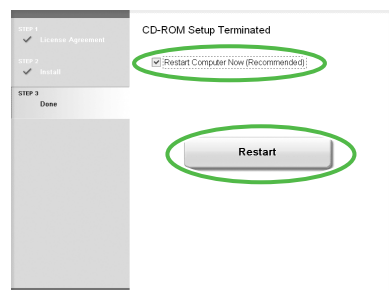 STEP 1
License Agreement
STEP 2
Install
STEP 3
Done
CD-ROM Setup Terminated
Restart Computer Now (Recommended)
Restart